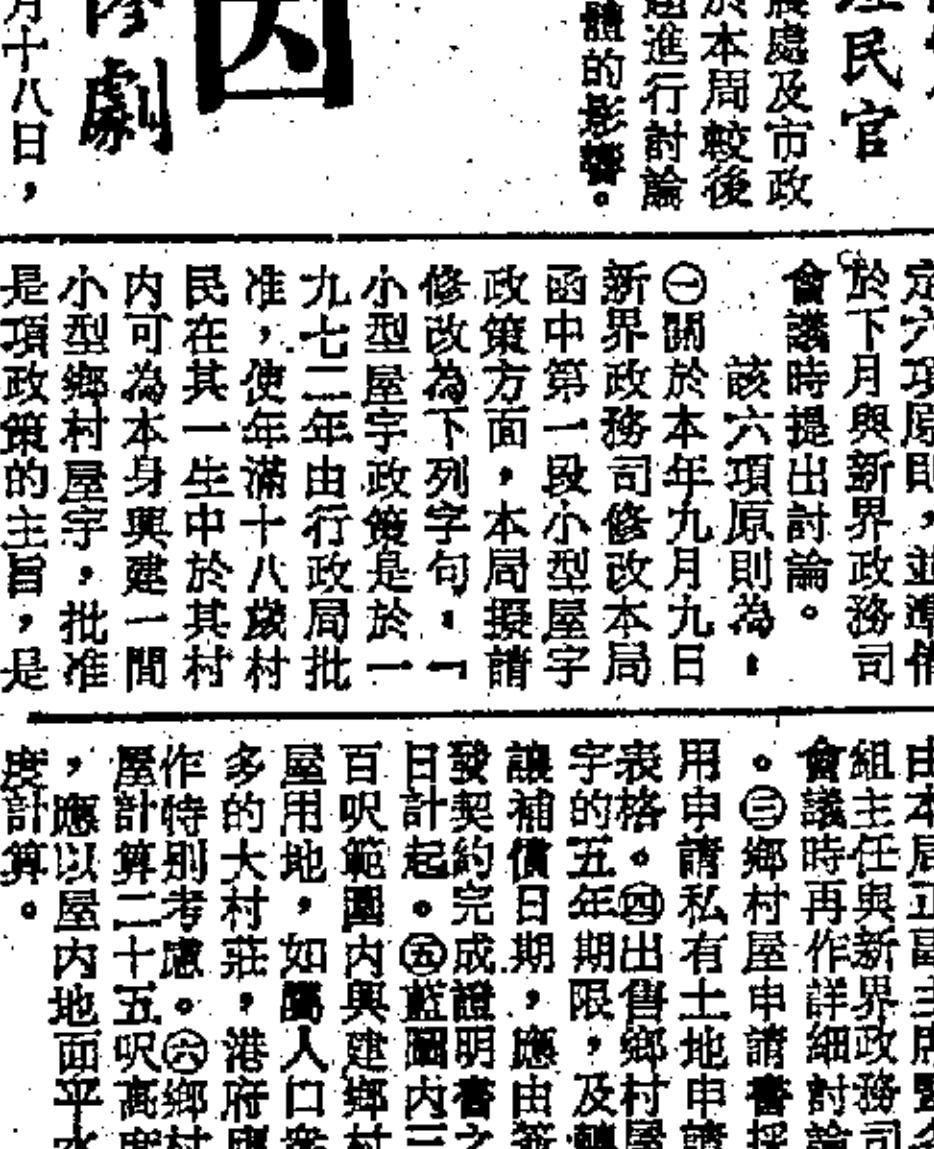 民官
處及市政
於本周較後
進行討論
體的影響。
因
慘劇
月十八日，
定六項原則，並準備
於下月與新界政務司
會議時提出討論。
該六項原則為：
㊀關於本年九月九日
新界政務司修改本局
函中第一段小型屋宇
政策方面，本局擬請
修改為下列字句：「
小型屋宇政策是於一
九七二年由行政局批
准，使年滿十八歲村
民在其一生中於其村
內可為本身興建一間
小型鄉村屋宇，批准
是項政策的主旨，是
由本局正副主席
組主任與新界政務司
會議時再作詳細討論
。㊂鄉村屋申請書採
用申請私有土地申請
表格。㊃出售鄉村屋
宇的五年期限，及轉
讓補償日期，應由簽
發契約完成證明書之
日計起。㊄藍圖內三
百呎範圍內興建鄉村
屋用地，如屬人口眾
多的大村莊，港府應
作特別考慮。㊅鄉村
屋計算二十五呎高度
，應以屋內地面平水
度計算。